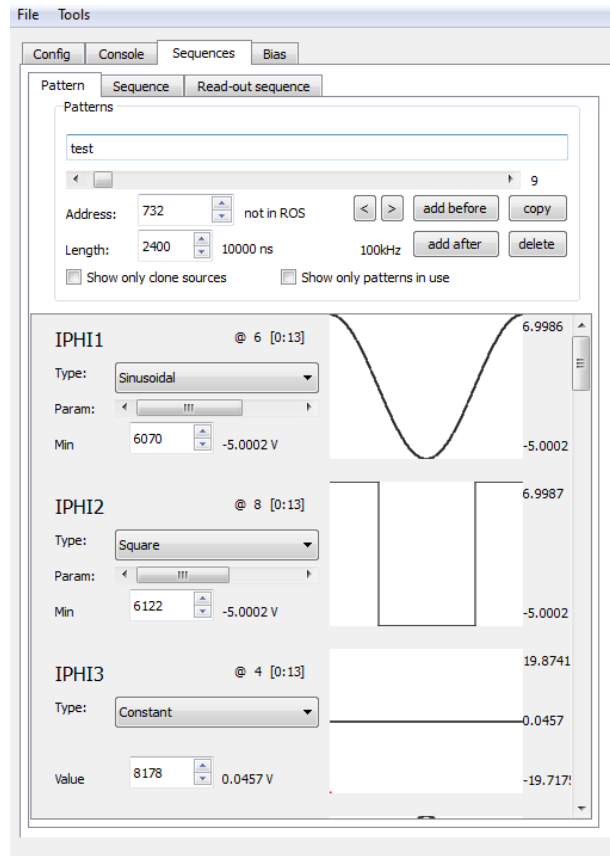 File Tools
Config Console Sequences Bias
Pattern Sequence Read-out sequence
Patterns
test
9
Address: 732 not in ROS < > add before copy
Length: 2400 10000 ns 100kHz add after delete
Show only clone sources Show only patterns in use
IPHI1 @ 6 [0:13] 6.9986
Type: Sinusoidal
Param:
Min 6070 -5.0002 V -5.0002
IPHI2 @ 8 [0:13] 6.9987
Type: Square
Param:
Min 6122 -5.0002 V -5.0002
IPHI3 @ 4 [0:13] 19.8741
Type: Constant 0.0457
Value 8178 0.0457 V -19.717